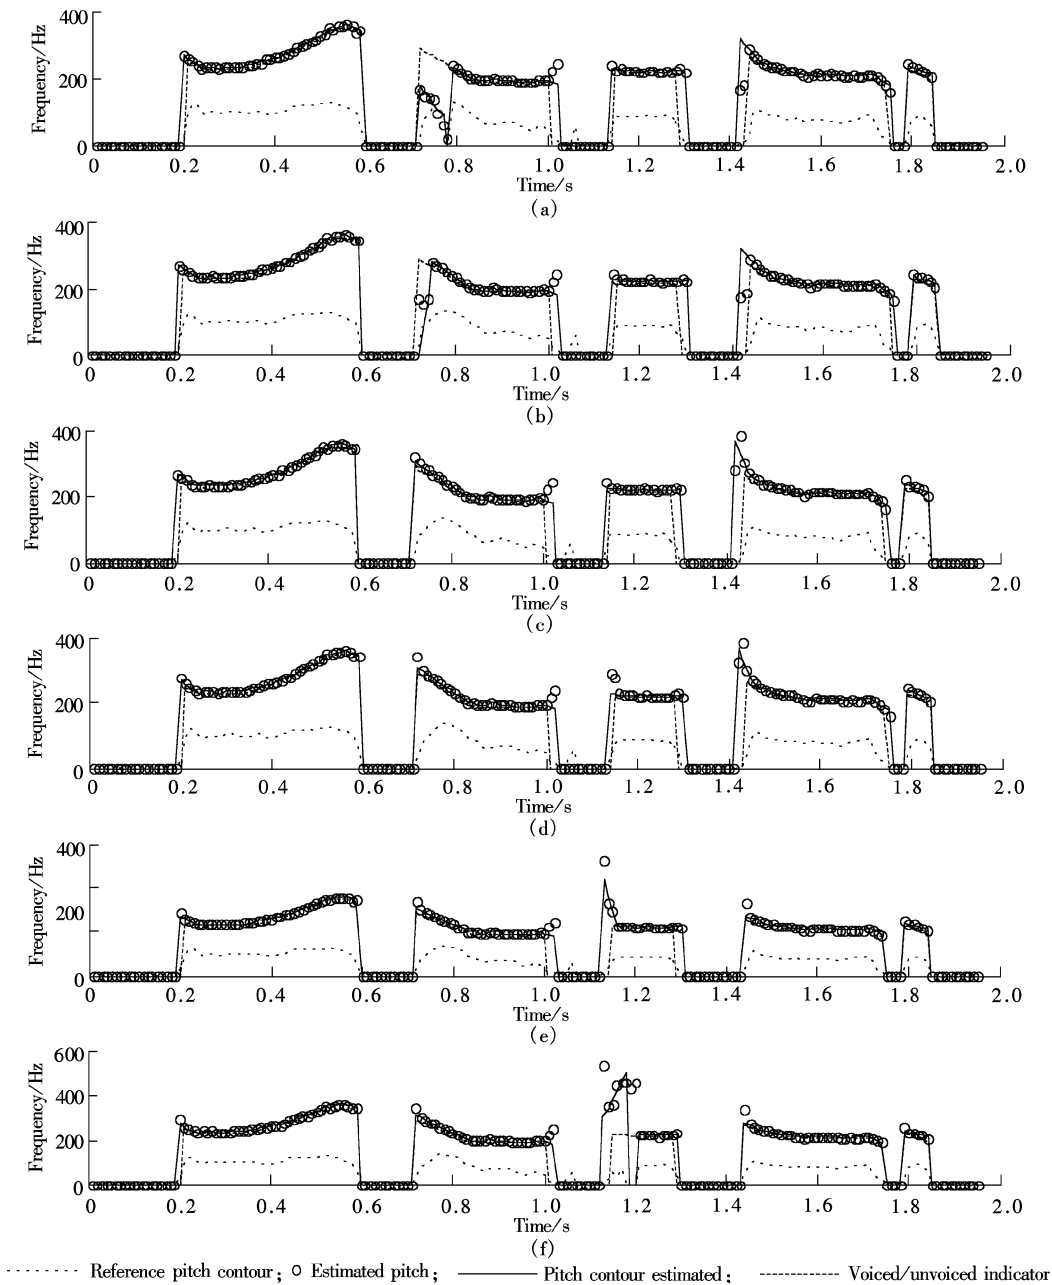 400
200
0
Frequency/Hz
0 0.2 0.4 0.6 0.8 1.0 1.2 1.4 1.6 1.8 2.0
Time/s
(a)
400
200
0
Frequency/Hz
0 0.2 0.4 0.6 0.8 1.0 1.2 1.4 1.6 1.8 2.0
Time/s
(b)
400
200
0
Frequency/Hz
0 0.2 0.4 0.6 0.8 1.0 1.2 1.4 1.6 1.8 2.0
Time/s
(c)
400
200
0
Frequency/Hz
0 0.2 0.4 0.6 0.8 1.0 1.2 1.4 1.6 1.8 2.0
Time/s
(d)
400
200
0
Frequency/Hz
0 0.2 0.4 0.6 0.8 1.0 1.2 1.4 1.6 1.8 2.0
Time/s
(e)
600
400
200
0
Frequency/Hz
0 0.2 0.4 0.6 0.8 1.0 1.2 1.4 1.6 1.8 2.0
Time/s
(f)
Reference pitch contour; Estimated pitch; Pitch contour estimated; Voiced/unvoiced indicator